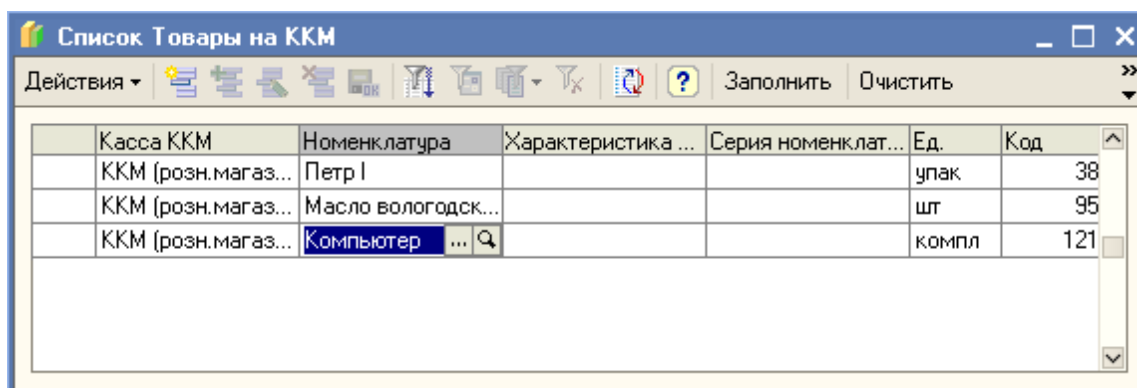 Список Товары на ККМ
Действия Заполнить Очистить
Касса ККМ Номенклатура Характеристика ... Серия номенклат... Ед. Код
ККМ (розн.магаз... Петр I упак 38
ККМ (розн.магаз... Масло вологодск... шт 95
ККМ (розн.магаз... Компьютер ... компл 121